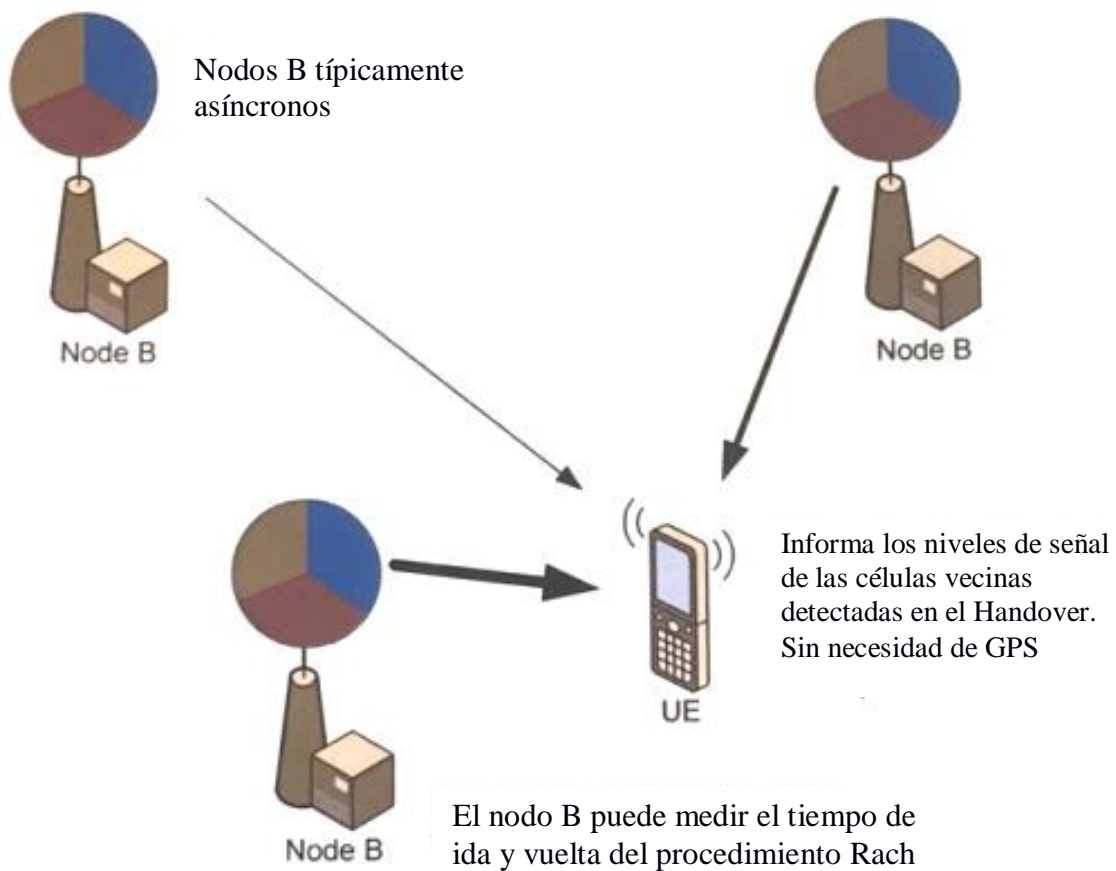 Nodos B típicamente
asíncronos
Node B
Node B
Informa los niveles de señal
de las células vecinas
detectadas en el Handover.
Sin necesidad de GPS
UE
El nodo B puede medir el tiempo de
ida y vuelta del procedimiento Rach
Node B